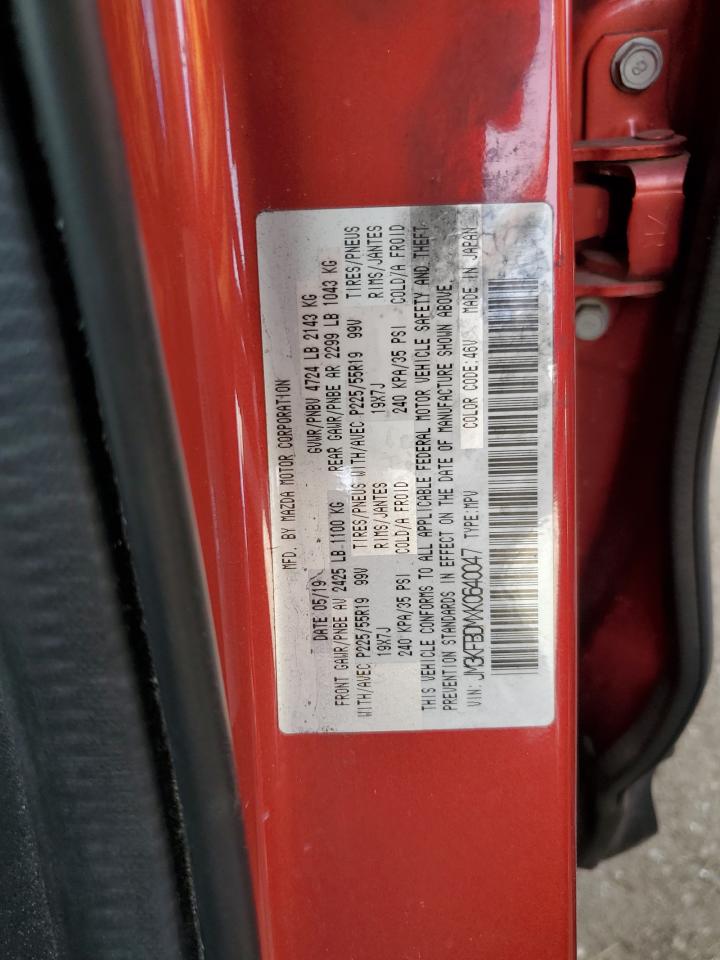 MFD. BY MAZDA MOTOR CORPORATION
DATE 05/19 GVWR/PNBV 4724 LB 2143 KG
FRONT GAWR/PNBE AV 2425 LB 1100 KG REAR GAWR/PNBE AR 2299 LB 1043 KG
WITH/AVEC P225/55R19 99V TIRES/PNEUS WITH/AVEC P225/55R19 99V TIRES/PNEUS
19X7J RIMS/JANTES 19X7J RIMS/JANTES
240 KPA/35 PSI COLD/A FROID 240 KPA/35 PSI COLD/A FROID
THIS VEHICLE CONFORMS TO ALL APPLICABLE FEDERAL MOTOR VEHICLE SAFETY AND THEFT
PREVENTION STANDARDS IN EFFECT ON THE DATE OF MANUFACTURE SHOWN ABOVE.
VIN: JM3KFBDMXK0640047 TYPE:MPV COLOR CODE:46V MADE IN JAPAN
8